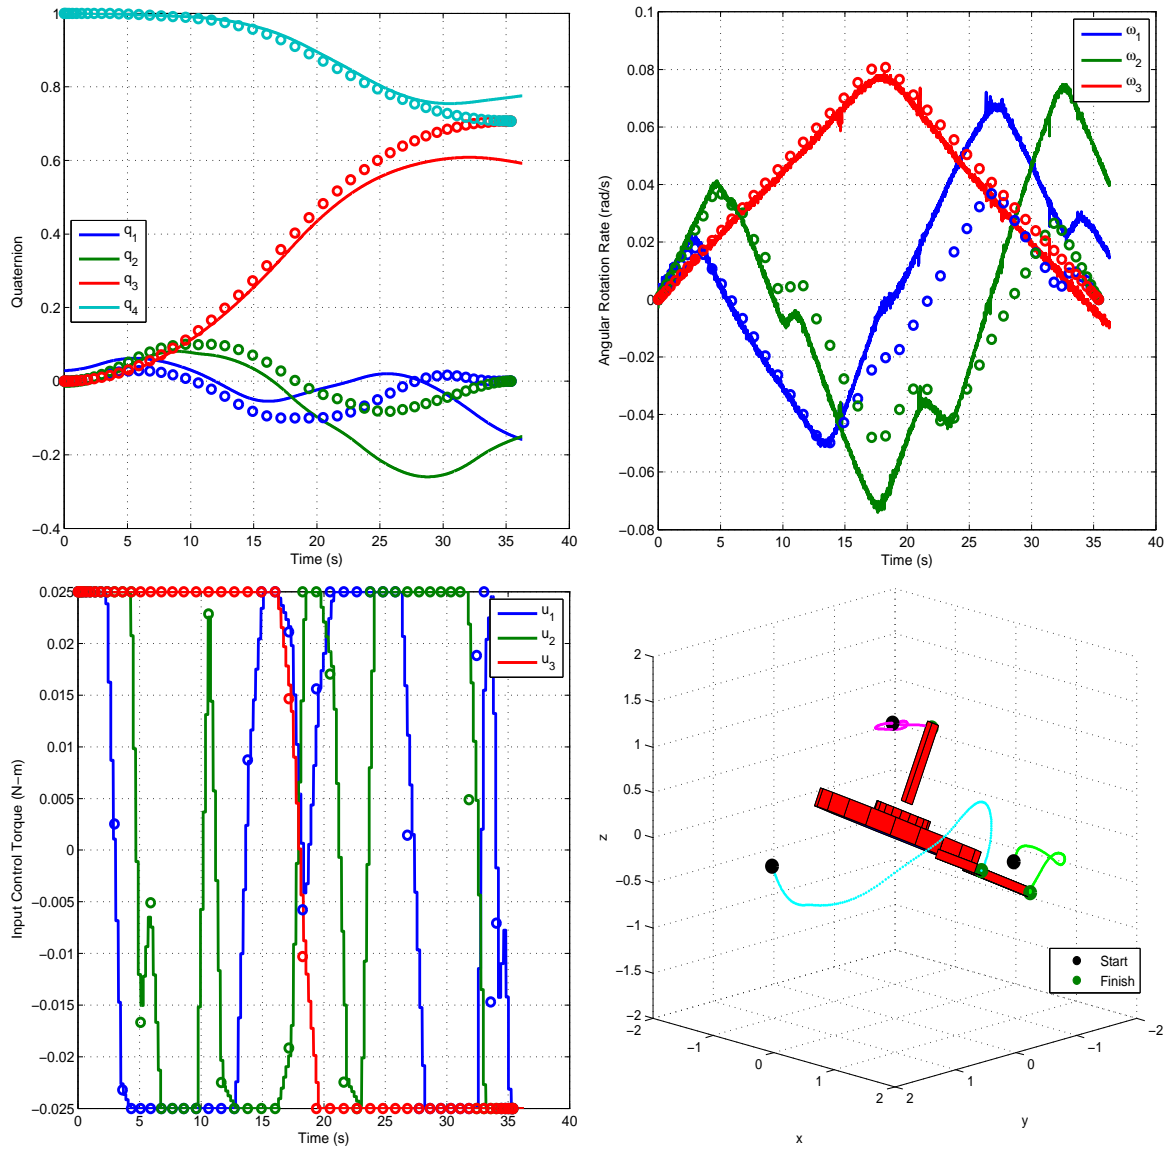 1
0.8
0.6
0.4
0.2
0
−0.2
−0.4
Quaternion
q1
q2
q3
q4
0 5 10 15 20 25 30 35 40
Time (s)
0.1
0.08
0.06
0.04
0.02
0
−0.02
−0.04
−0.06
−0.08
Angular Rotation Rate (rad/s)
ω1
ω2
ω3
0 5 10 15 20 25 30 35 40
Time (s)
0.025
0.02
0.015
0.01
0.005
0
−0.005
−0.01
−0.015
−0.02
−0.025
Input Control Torque (N−m)
u1
u2
u3
0 5 10 15 20 25 30 35 40
Time (s)
2
1.5
1
0.5
0
−0.5
−1
−1.5
−2
z
Start
Finish
−2
−1
0
1
2
x
2
1
0
−1
−2
y